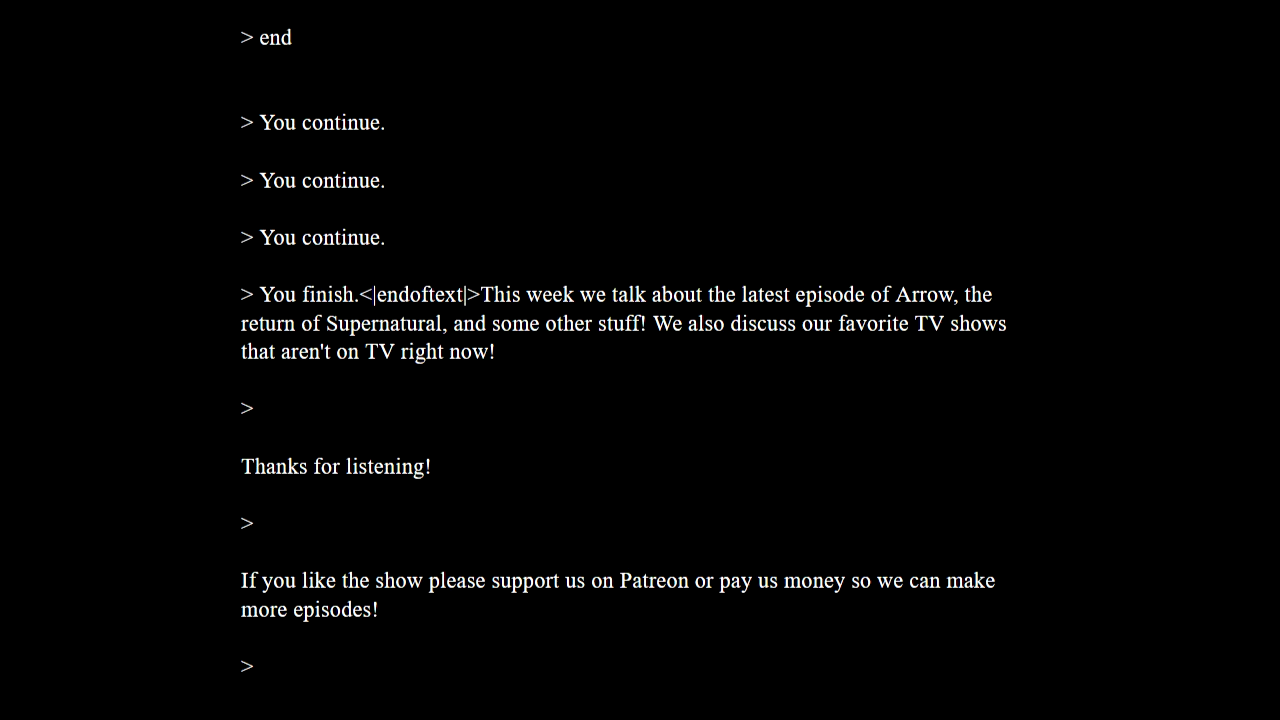 > end
> You continue.
> You continue.
> You continue.
> You finish.<|endoftext|>This week we talk about the latest episode of Arrow, the
return of Supernatural, and some other stuff! We also discuss our favorite TV shows
that aren't on TV right now!
>
Thanks for listening!
>
If you like the show please support us on Patreon or pay us money so we can make
more episodes!
>